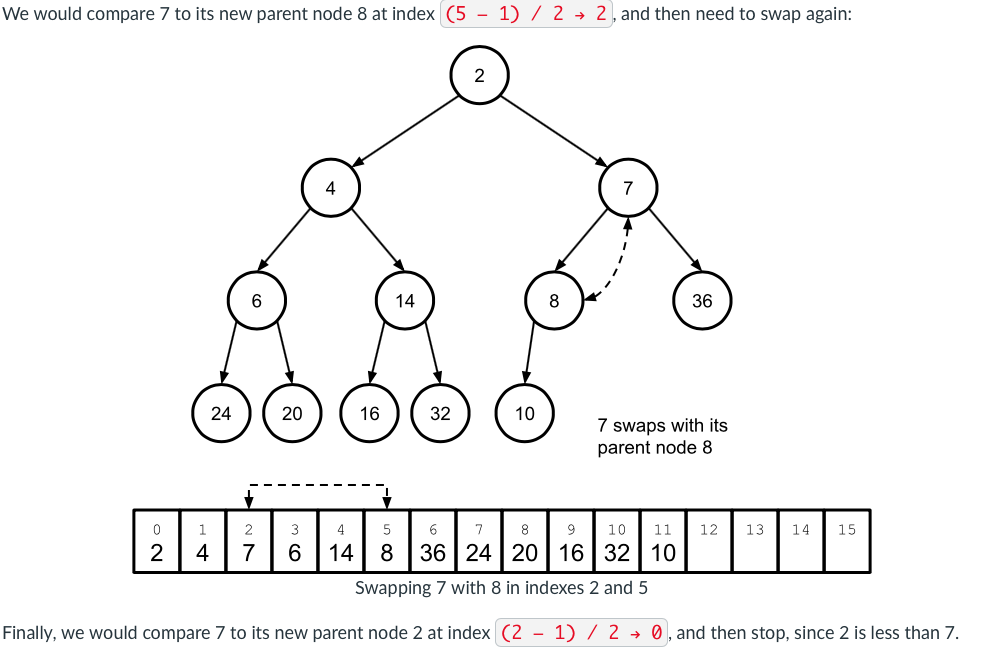 We would compare 7 to its new parent node 8 at index (5 − 1) / 2 → 2, and then need to swap again:
2
4 7
6 14 8 36
24 20 16 32 10
7 swaps with its
parent node 8
0 1 2 3 4 5 6 7 8 9 10 11 12 13 14 15
2 4 7 6 14 8 36 24 20 16 32 10
Swapping 7 with 8 in indexes 2 and 5
Finally, we would compare 7 to its new parent node 2 at index (2 − 1) / 2 → 0, and then stop, since 2 is less than 7.